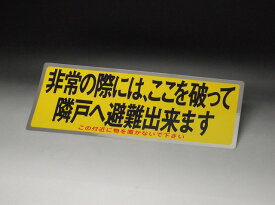 非常の際には、ここを破って
隣戸へ避難出来ます
この付近に物を置かないで下さい